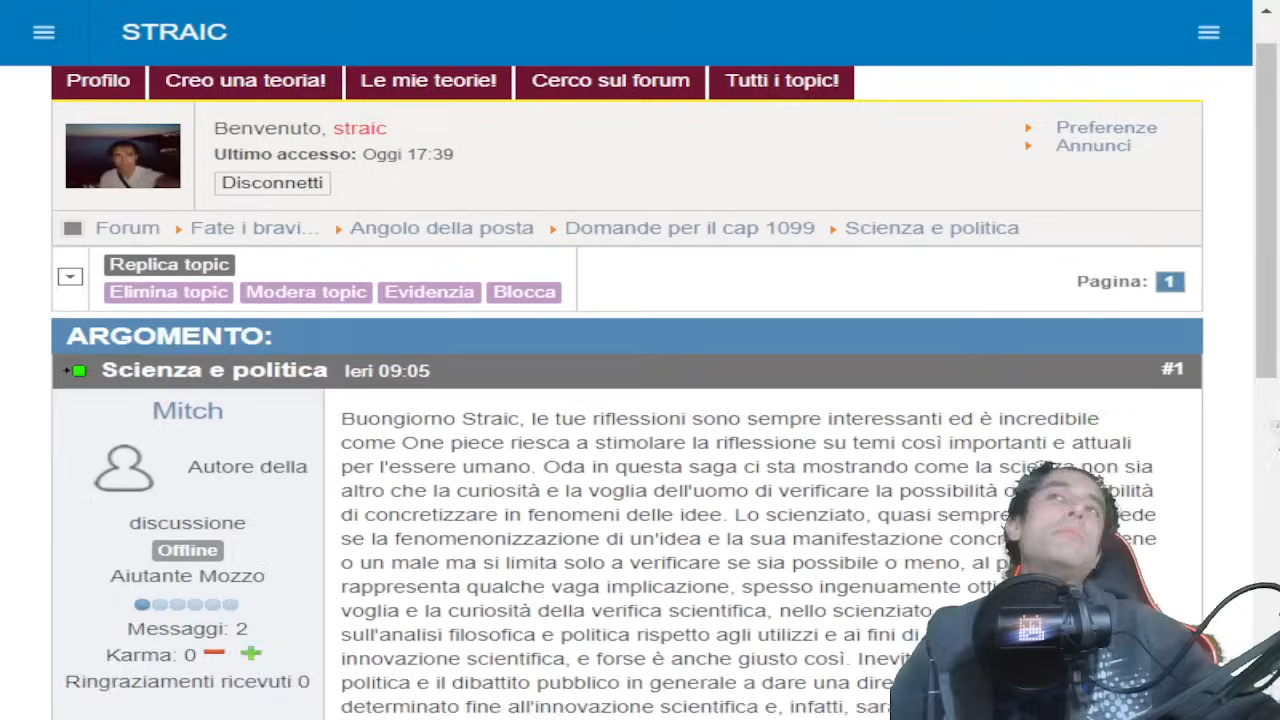 STRAIC
Profilo Creo una teoria! Le mie teorie! Cerco sul forum Tutti i topic!
Benvenuto, straic
Ultimo accesso: Oggi 17:39
Disconnetti
Preferenze
Annunci
Forum Fate i bravi... Angolo della posta Domande per il cap 1099 Scienza e politica
Replica topic
Elimina topic Modera topic Evidenzia Blocca
Pagina: 1
ARGOMENTO:
Scienza e politica Ieri 09:05 #1
Mitch
Autore della
discussione
Offline
Aiutante Mozzo
Messaggi: 2
Karma: 0
Ringraziamenti ricevuti 0
Buongiorno Straic, le tue riflessioni sono sempre interessanti ed è incredibile
come One piece riesca a stimolare la riflessione su temi così importanti e attuali
per l'essere umano. Oda in questa saga ci sta mostrando come la scienza non sia
altro che la curiosità e la voglia dell'uomo di verificare la possibilità
di concretizzare in fenomeni delle idee. Lo scienziato, quasi sempre
se la fenomenonizzazione di un'idea e la sua manifestazione
o un male ma si limita solo a verificare se sia possibile o meno, al
rappresenta qualche vaga implicazione, spesso ingenuamente
voglia e la curiosità della verifica scientifica, nello scienziato
sull'analisi filosofica e politica rispetto agli utilizzi e ai fini di
innovazione scientifica, e forse è anche giusto così.
politica e il dibattito pubblico in generale a dare una
determinato fine all'innovazione scientifica e, infatti,